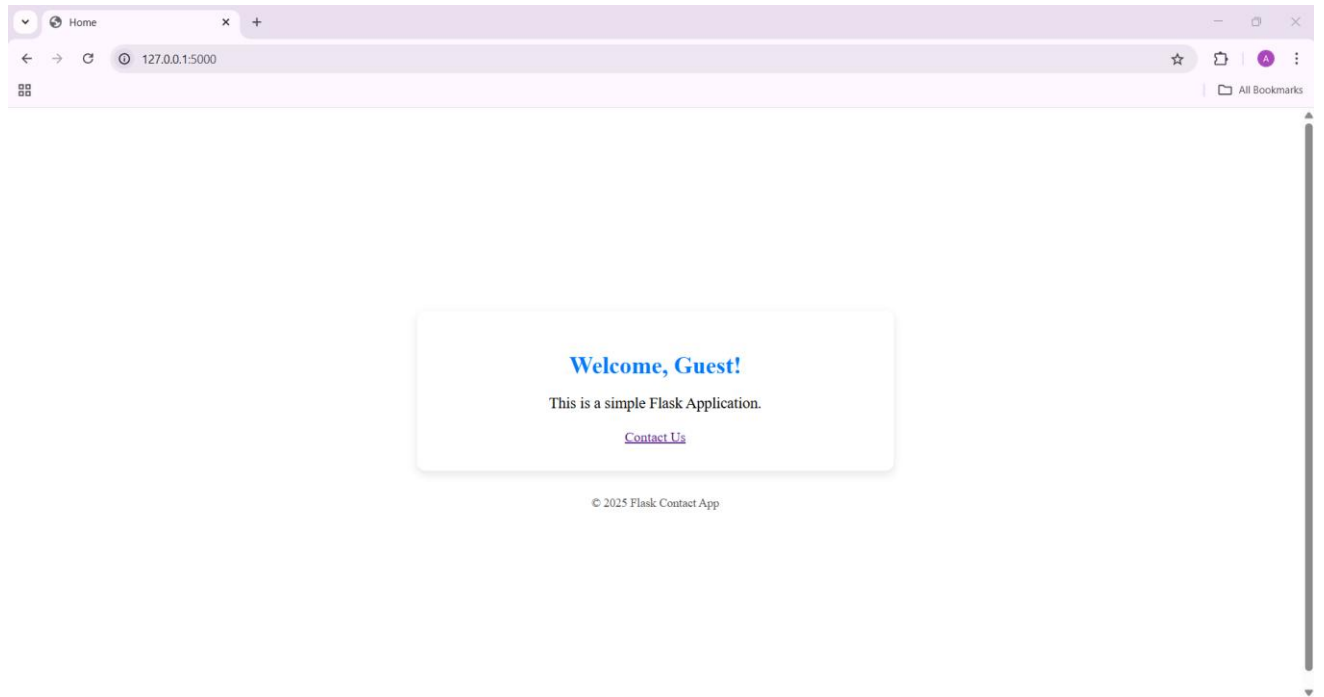 Home
127.0.0.1:5000
A
All Bookmarks
Welcome, Guest!
This is a simple Flask Application.
Contact Us
© 2025 Flask Contact App